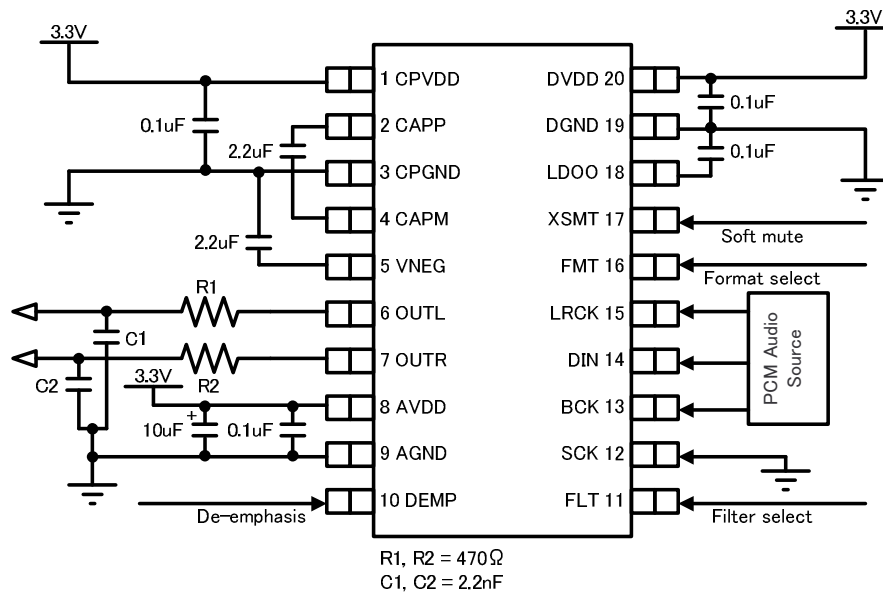 3.3V
3.3V
1 CPVDD
DVDD 20
0.1uF
0.1uF
2 CAPP
DGND 19
2.2uF
0.1uF
3 CPGND
LDOO 18
4 CAPM
XSMT 17
Soft mute
2.2uF
5 VNEG
FMT 16
Format select
R1
6 OUTL
LRCK 15
C1
7 OUTR
DIN 14
PCM Audio
Source
C2
R2
3.3V
8 AVDD
BCK 13
+
10uF
0.1uF
9 AGND
SCK 12
10 DEMP
FLT 11
De-emphasis
Filter select
R1, R2 = 470Ω
C1, C2 = 2.2nF